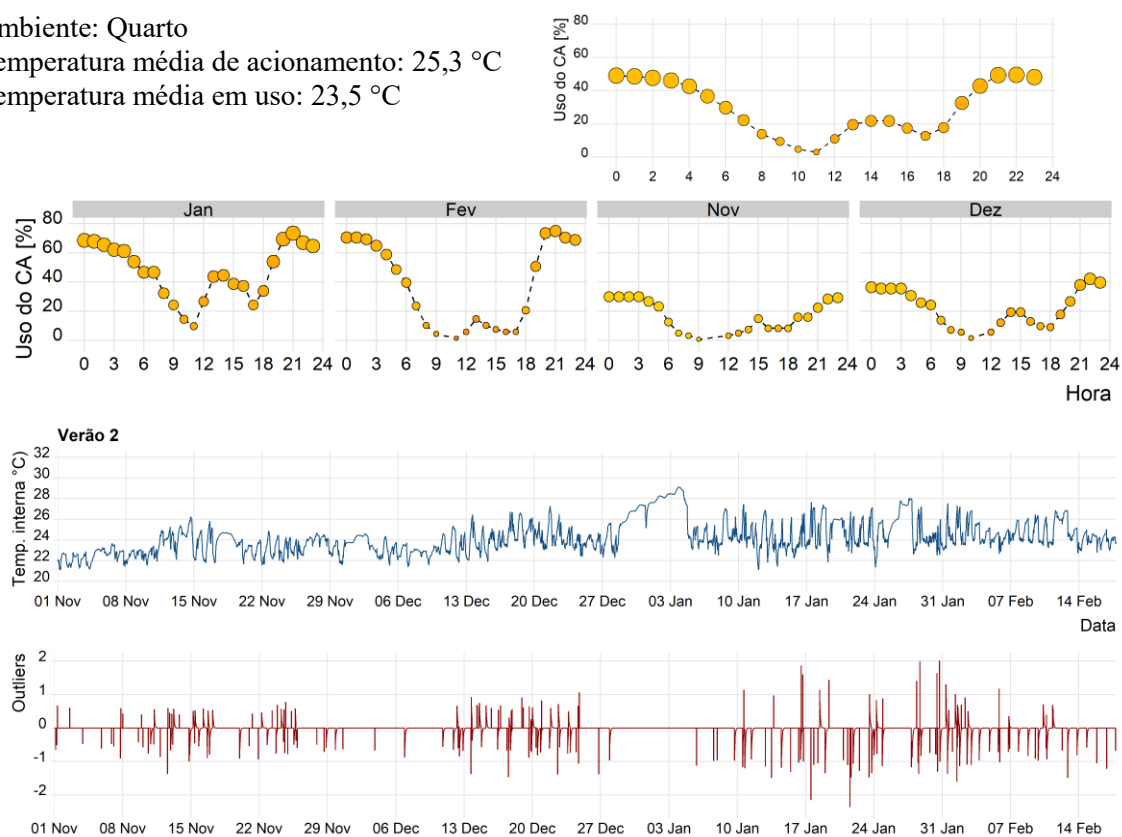 mbiente: Quarto
emperatura média de acionamento: 25,3 °C
emperatura média em uso: 23,5 °C
Uso do CA [%]
80
60
40
20
0
0 2 4 6 8 10 12 14 16 18 20 22 24
Jan Fev Nov Dez
Uso do CA [%]
80
60
40
20
0
0 3 6 9 12 15 18 21 24 0 3 6 9 12 15 18 21 24 0 3 6 9 12 15 18 21 24 0 3 6 9 12 15 18 21 24
Hora
Verão 2
Temp. interna °C)
32
30
28
26
24
22
20
01 Nov 08 Nov 15 Nov 22 Nov 29 Nov 06 Dec 13 Dec 20 Dec 27 Dec 03 Jan 10 Jan 17 Jan 24 Jan 31 Jan 07 Feb 14 Feb
Data
Outliers
2
1
0
-1
-2
01 Nov 08 Nov 15 Nov 22 Nov 29 Nov 06 Dec 13 Dec 20 Dec 27 Dec 03 Jan 10 Jan 17 Jan 24 Jan 31 Jan 07 Feb 14 Feb